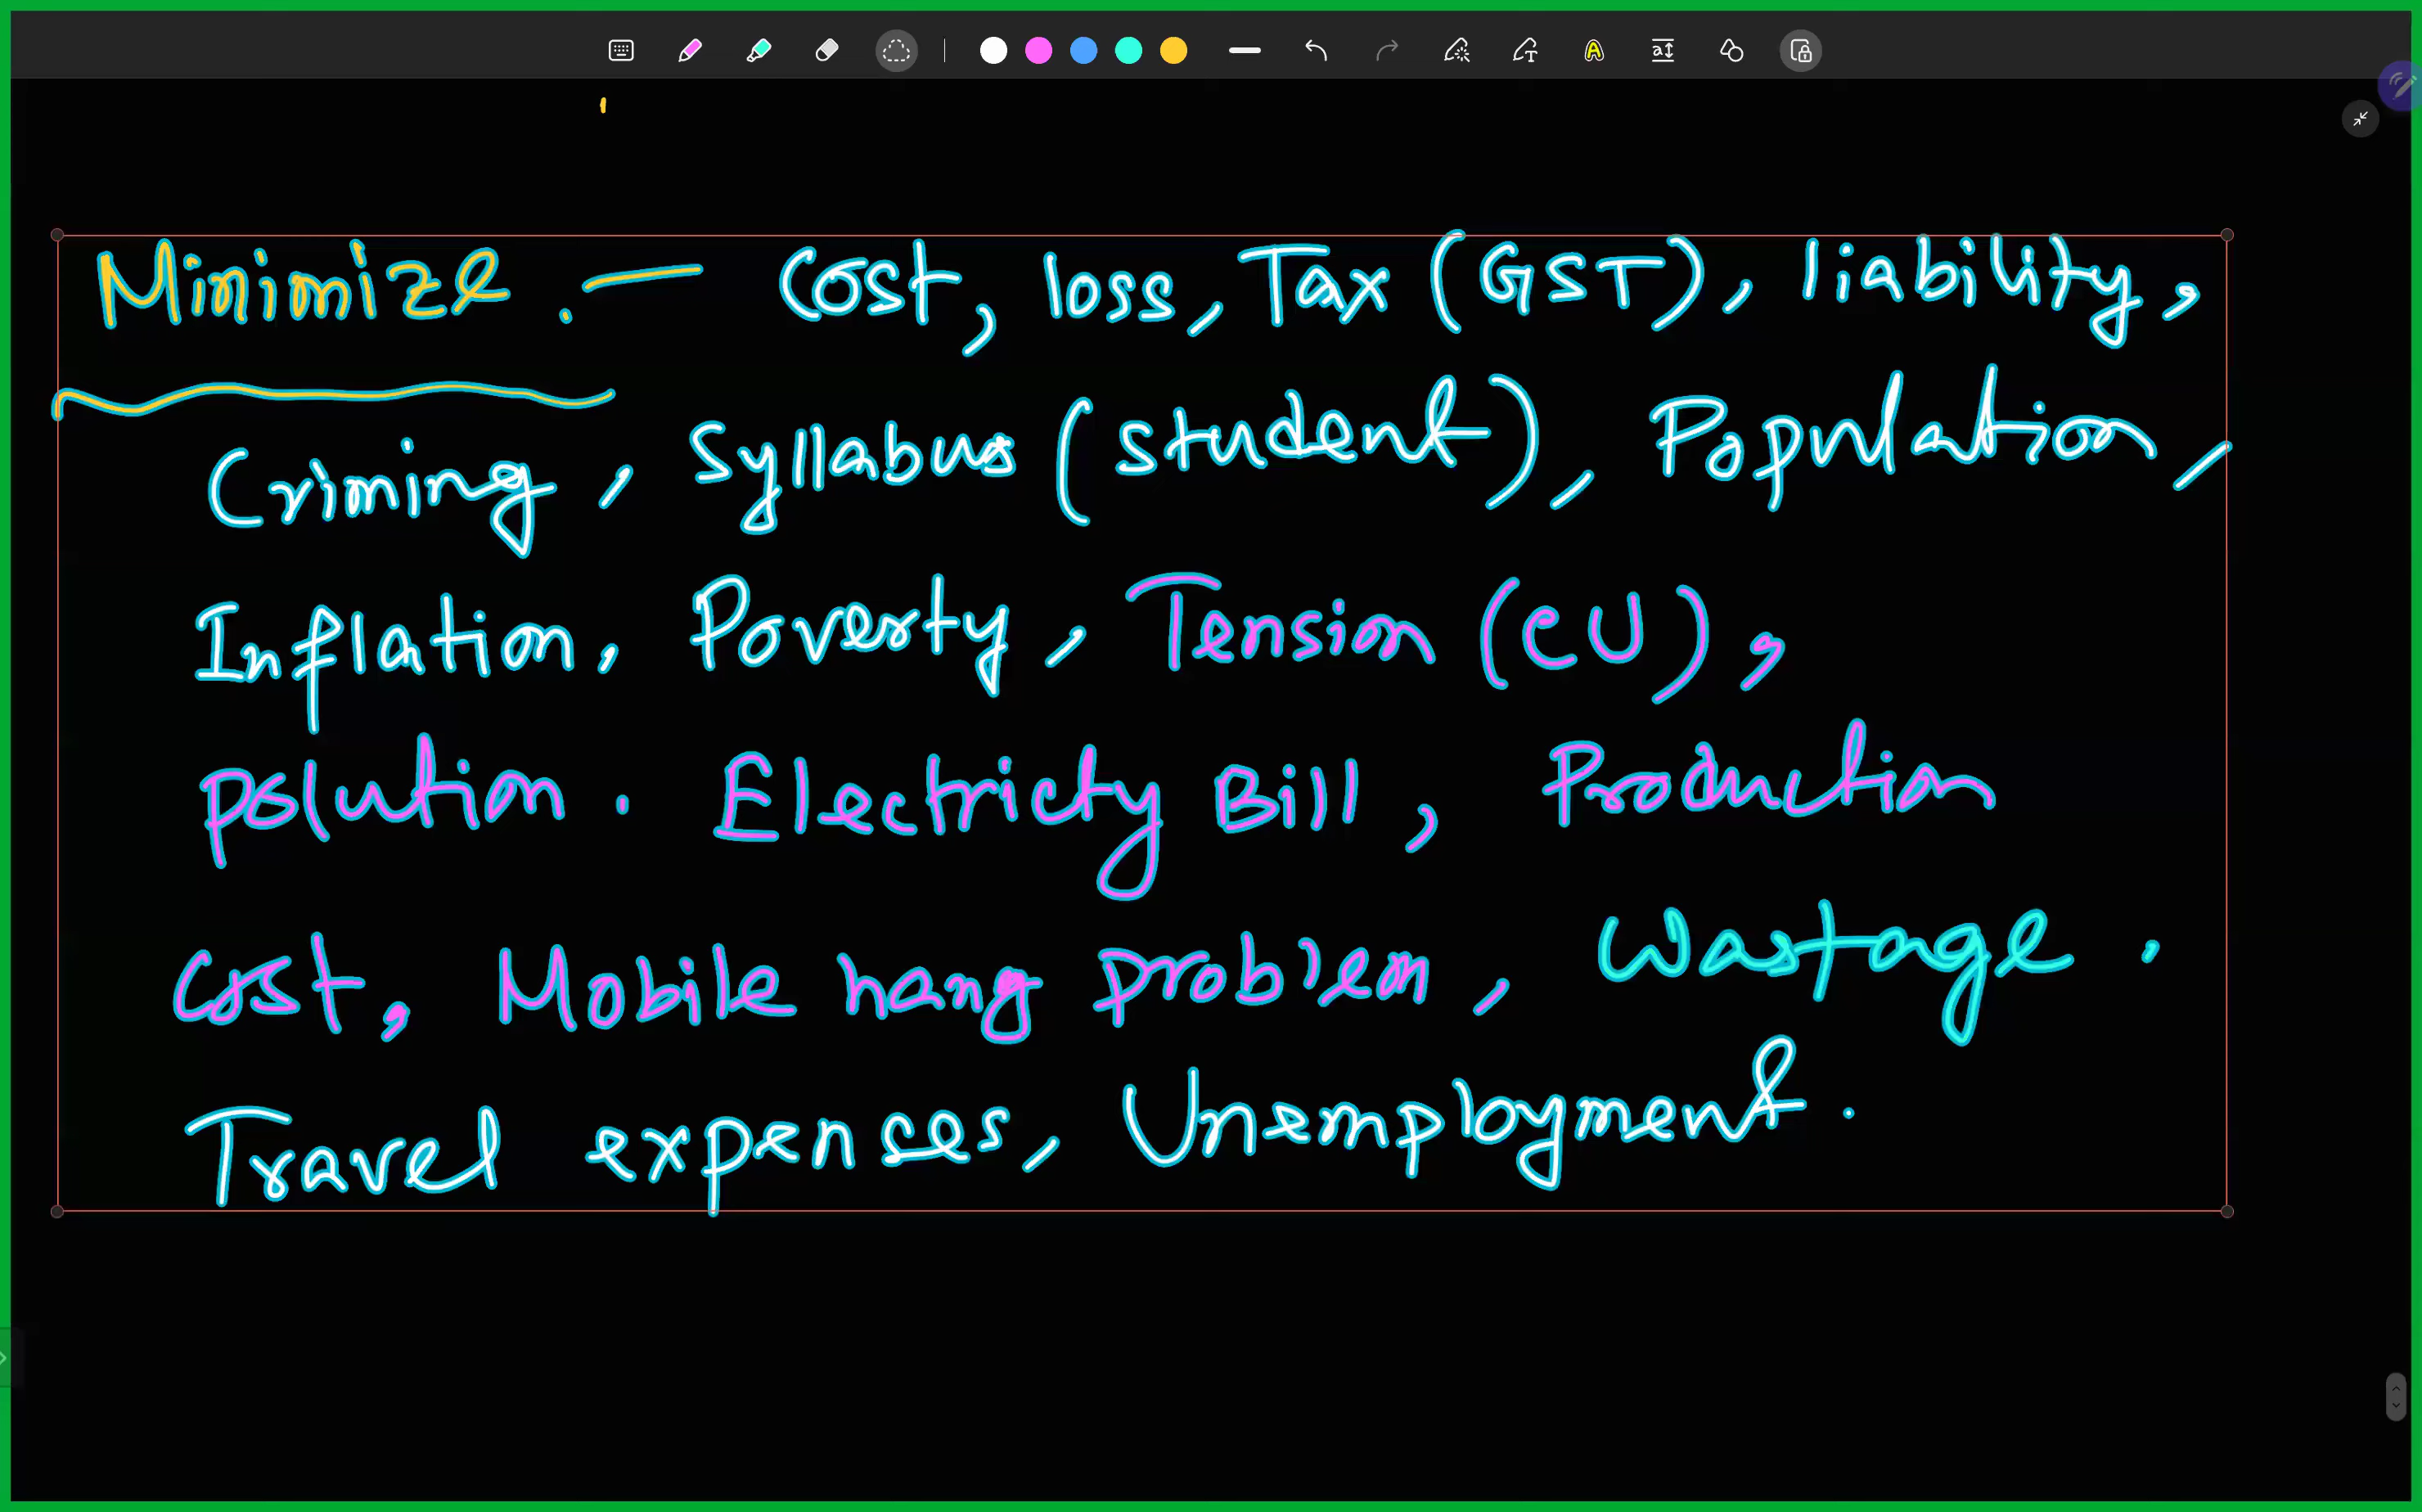 Minimize. — Cost, loss, Tax (GST), liability,
Criming, Syllabus (student), Population,
Inflation, Poverty, Tension (CU),
Polution. Electricty Bill, Production
Cost, Mobile hang problem, Wastage.
Travel expenses, Unemployment.